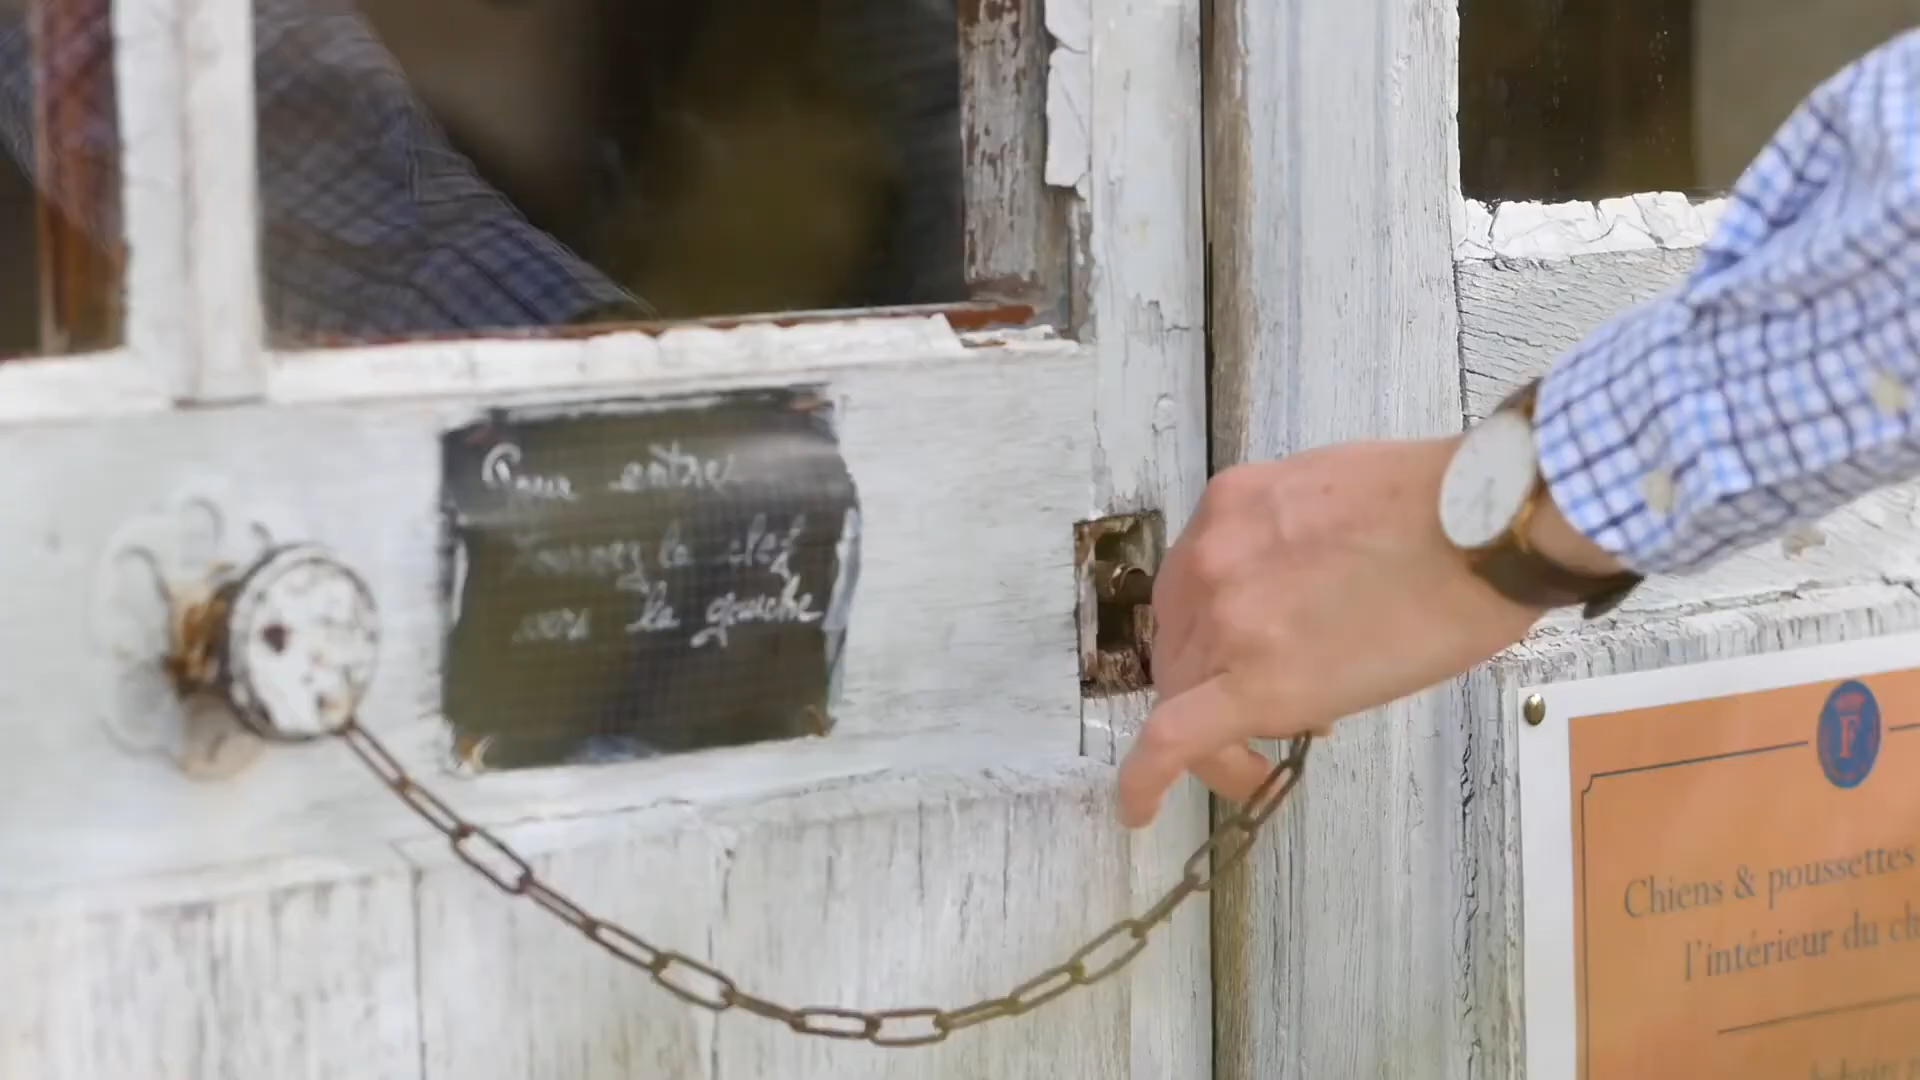 Pour entrer
Tournez la clef
vers la gauche
F
Chiens & poussettes
l'intérieur du ch